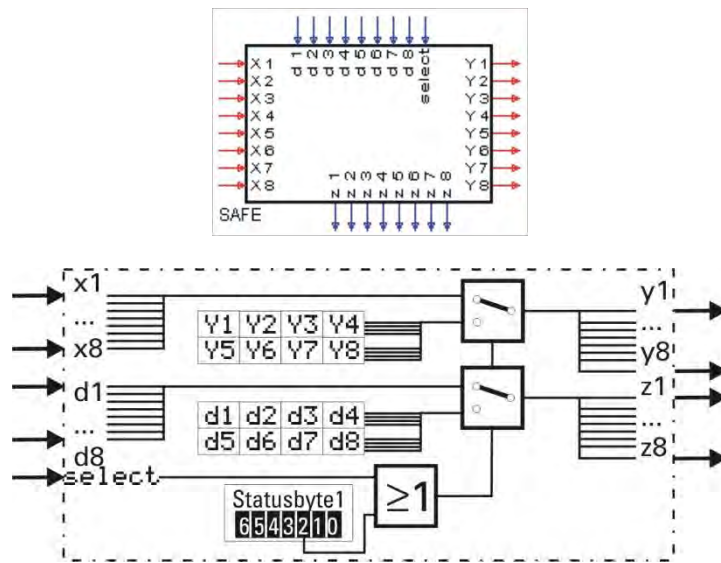 d1 d2 d3 d4 d5 d6 d7 d8 select
X1 Y1
X2 Y2
X3 Y3
X4 Y4
X5 Y5
X6 Y6
X7 Y7
X8 Y8
z1 z2 z3 z4 z5 z6 z7 z8
SAFE
x1 y1
... ...
x8 y8
Y1 Y2 Y3 Y4
Y5 Y6 Y7 Y8
d1 z1
... ...
d8 z8
d1 d2 d3 d4
d5 d6 d7 d8
select
≥1
Statusbyte1
6543210